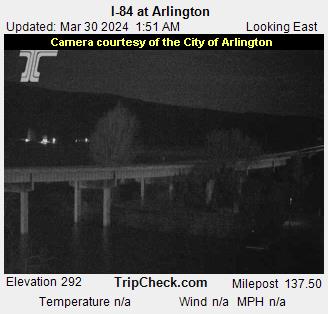 I-84 at Arlington
Updated: Mar 30 2024 1:51 AM Looking East
Camera courtesy of the City of Arlington
Elevation 292 TripCheck.com Milepost 137.50
Temperature n/a Wind n/a MPH n/a